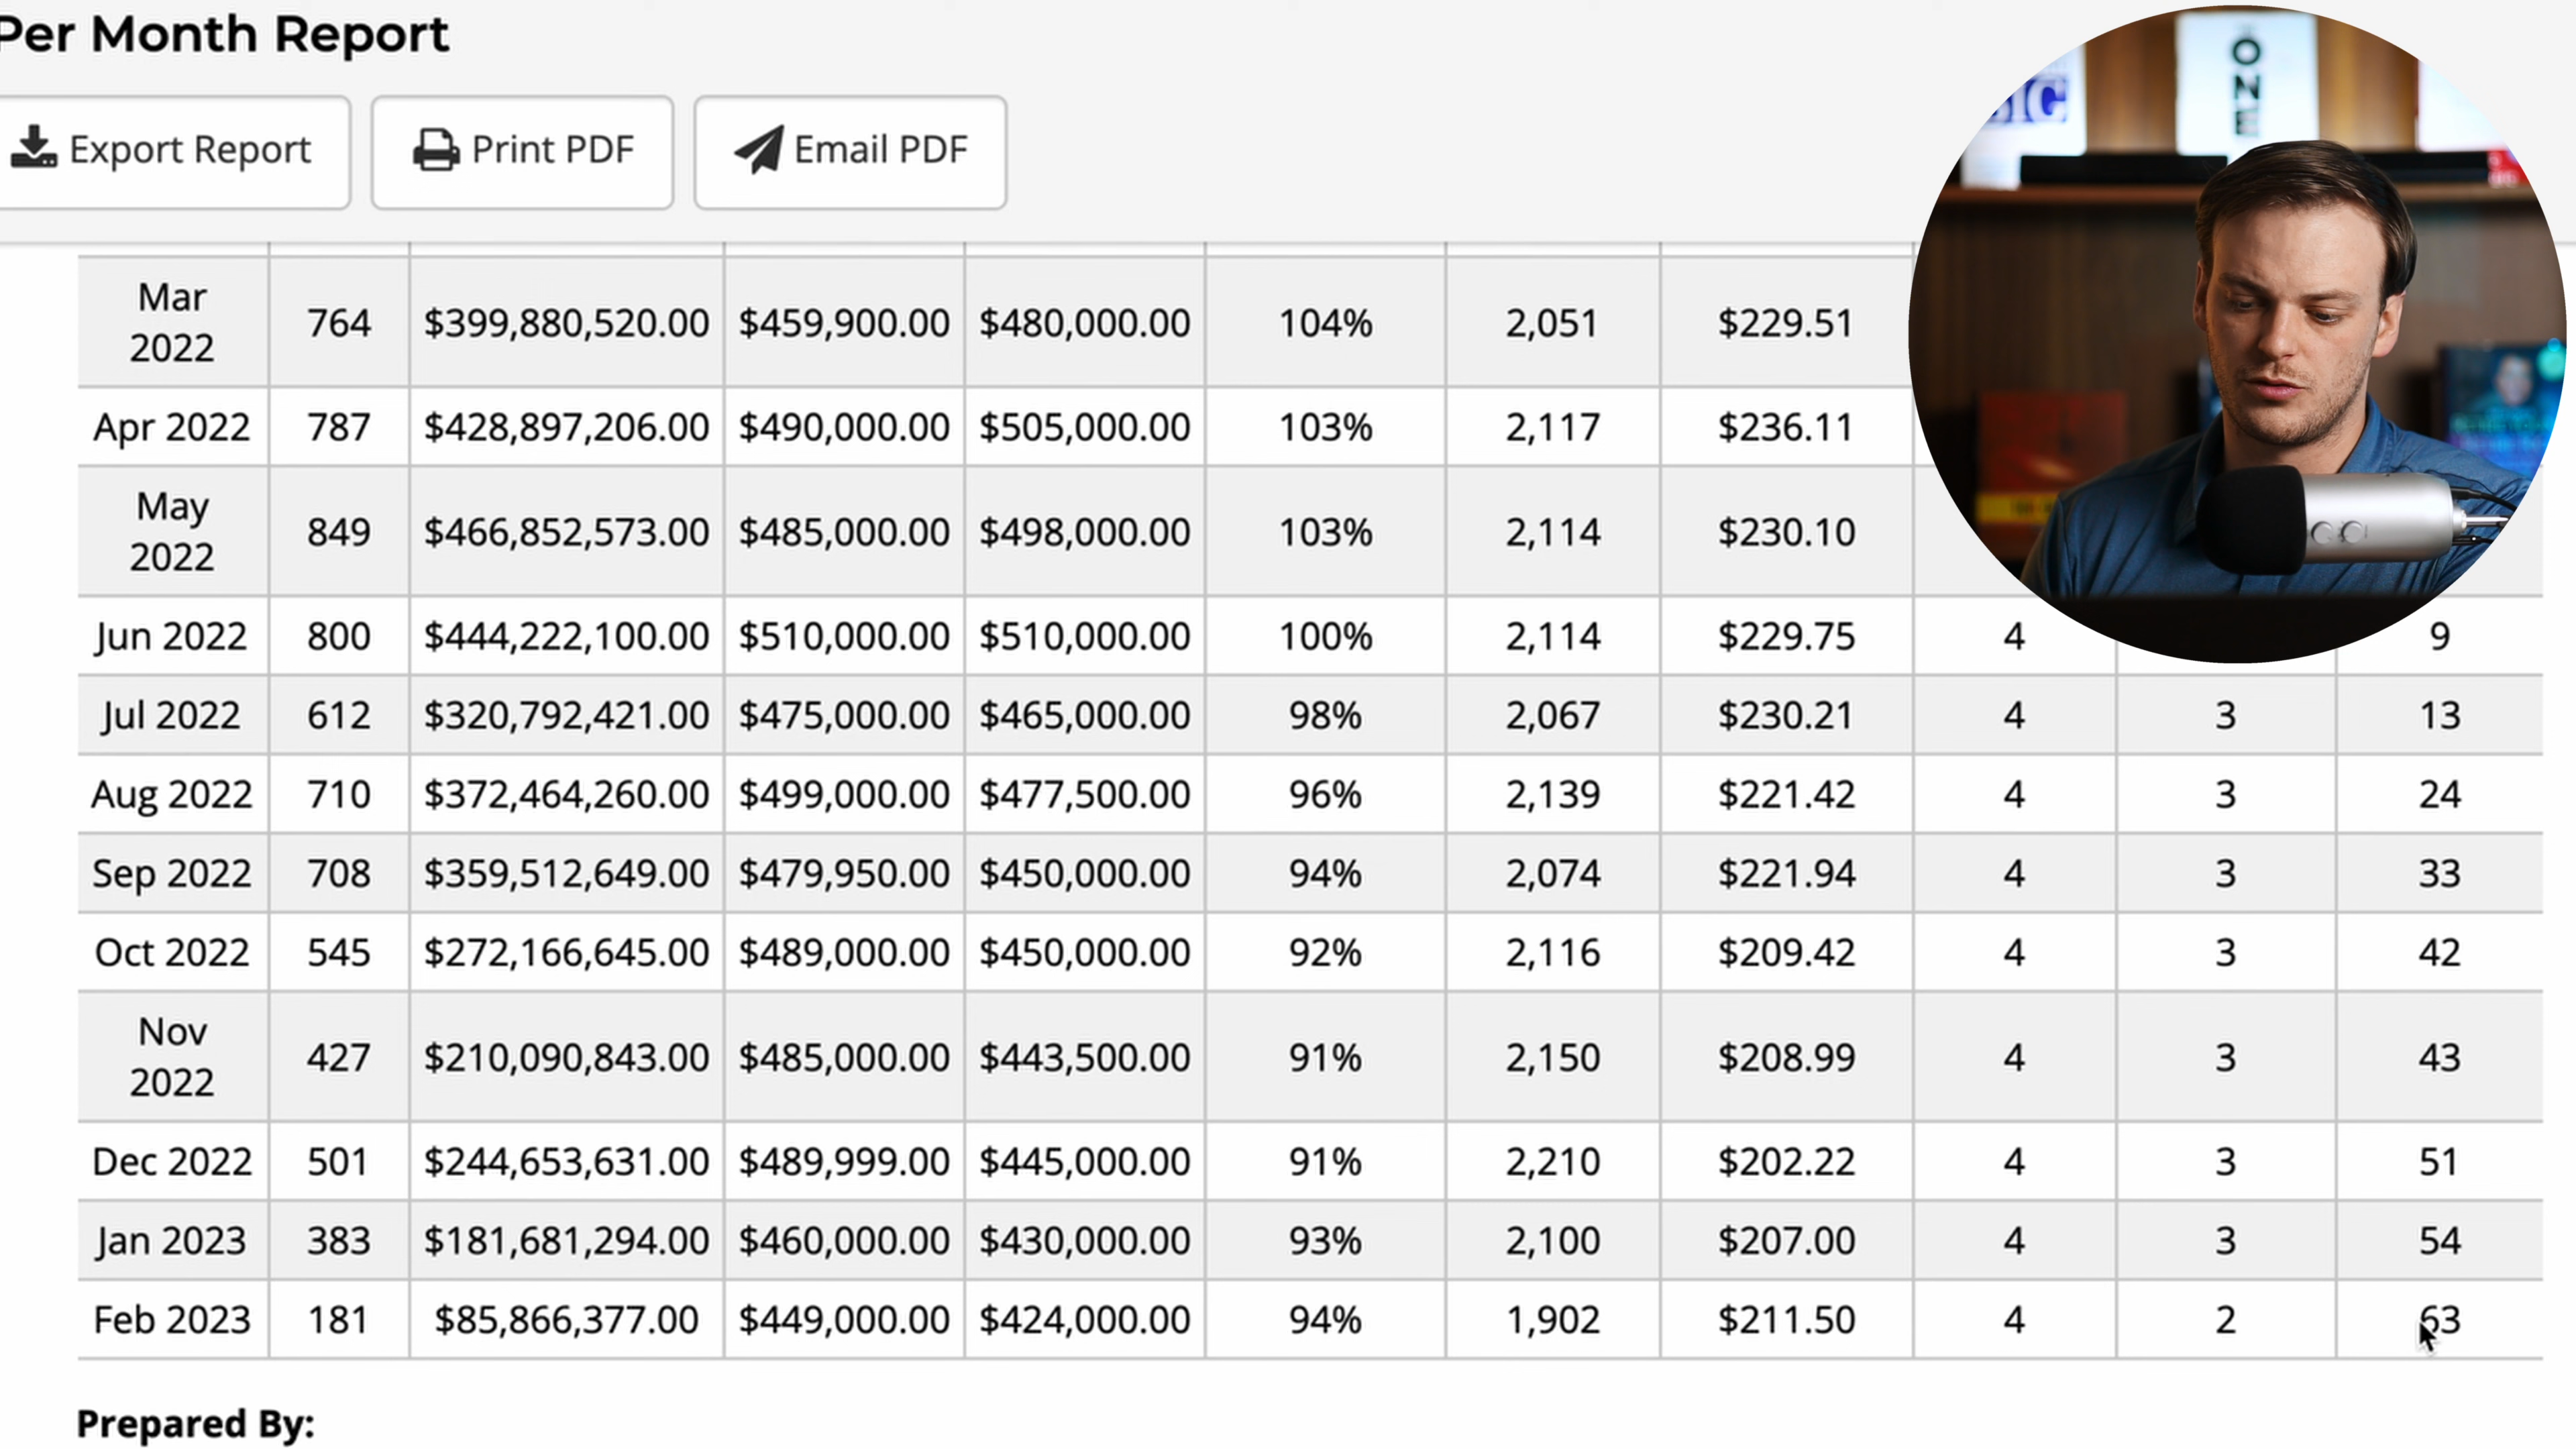 Per Month Report
Export Report Print PDF Email PDF
ONE
Mar 2022 764 $399,880,520.00 $459,900.00 $480,000.00 104% 2,051 $229.51
Apr 2022 787 $428,897,206.00 $490,000.00 $505,000.00 103% 2,117 $236.11
May 2022 849 $466,852,573.00 $485,000.00 $498,000.00 103% 2,114 $230.10
Jun 2022 800 $444,222,100.00 $510,000.00 $510,000.00 100% 2,114 $229.75 4 9
Jul 2022 612 $320,792,421.00 $475,000.00 $465,000.00 98% 2,067 $230.21 4 3 13
Aug 2022 710 $372,464,260.00 $499,000.00 $477,500.00 96% 2,139 $221.42 4 3 24
Sep 2022 708 $359,512,649.00 $479,950.00 $450,000.00 94% 2,074 $221.94 4 3 33
Oct 2022 545 $272,166,645.00 $489,000.00 $450,000.00 92% 2,116 $209.42 4 3 42
Nov 2022 427 $210,090,843.00 $485,000.00 $443,500.00 91% 2,150 $208.99 4 3 43
Dec 2022 501 $244,653,631.00 $489,999.00 $445,000.00 91% 2,210 $202.22 4 3 51
Jan 2023 383 $181,681,294.00 $460,000.00 $430,000.00 93% 2,100 $207.00 4 3 54
Feb 2023 181 $85,866,377.00 $449,000.00 $424,000.00 94% 1,902 $211.50 4 2 63
Prepared By: